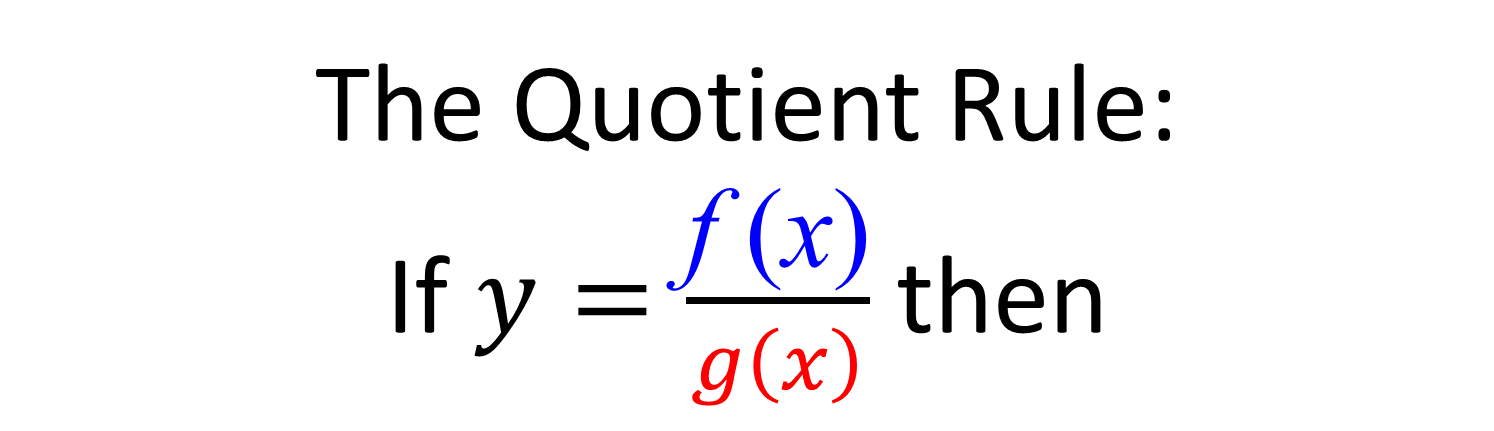 The Quotient Rule:
If y = f(x)/g(x) then